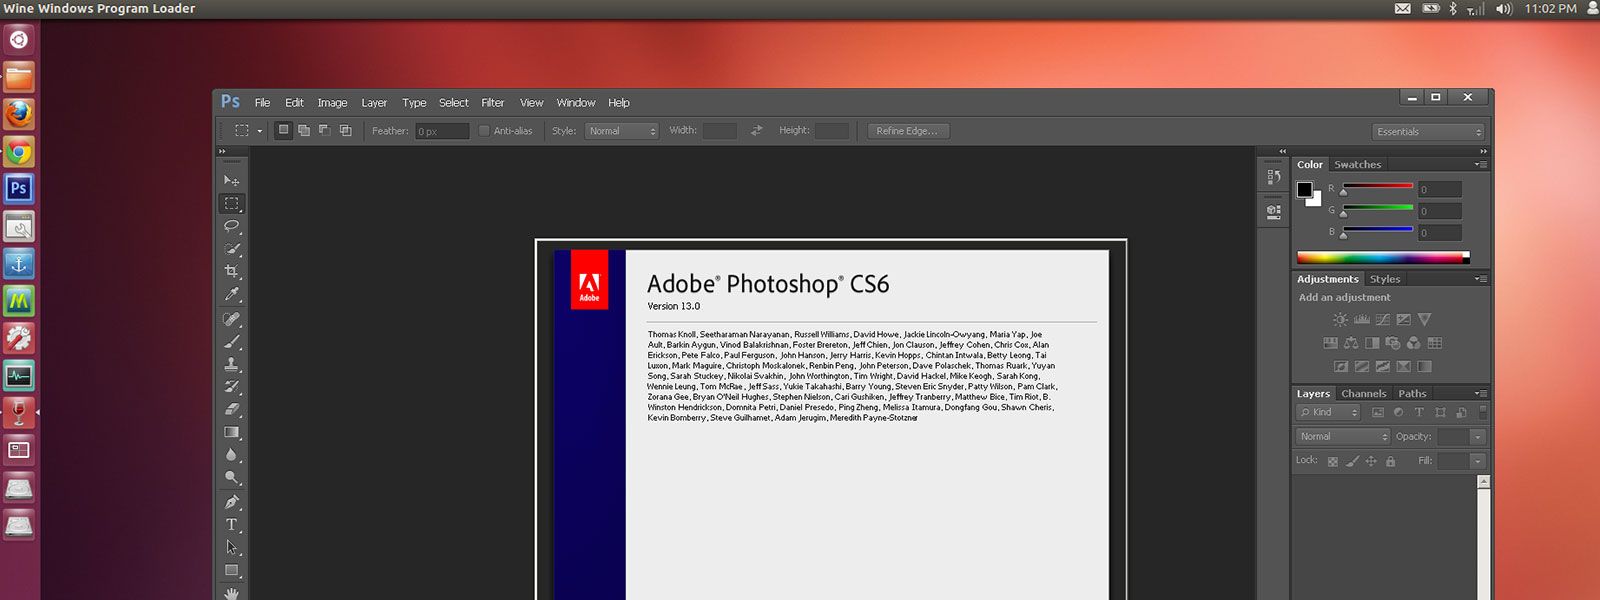 Wine Windows Program Loader
11:02 PM
Ps File Edit Image Layer Type Select Filter View Window Help
Feather: 0 px Anti-alias Style: Normal Width: Height: Refine Edge... Essentials
Color Swatches
R 0
G 0
B 0
Ps
Adjustments Styles
Add an adjustment
Adobe
Adobe® Photoshop® CS6
Version 13.0
Thomas Knoll, Seetharaman Narayanan, Russell Williams, David Howe, Jackie Lincoln-Owyang, Maria Yap, Joe
Ault, Barkin Aygun, Vinod Balakrishnan, Foster Brereton, Jeff Chien, Jon Clauson, Jeffrey Cohen, Chris Cox, Alan
Erickson, Pete Falco, Paul Ferguson, John Hanson, Jerry Harris, Kevin Hopps, Chintan Intwala, Betty Leong, Tai
Luxon, Mark Maguire, Christoph Moskalonek, Renbin Peng, John Peterson, Dave Polaschek, Thomas Ruark, Yuyan
Song, Sarah Stuckey, Nikolai Svakhin, John Worthington, Tim Wright, David Hackel, Mike Keogh, Sarah Kong,
Wennie Leung, Tom McRae, Jeff Sass, Yukie Takahashi, Barry Young, Steven Eric Snyder, Patty Wilson, Pam Clark,
Zorana Gee, Bryan O'Neil Hughes, Stephen Nielson, Cari Gushiken, Jeffrey Tranberry, Matthew Bice, Tim Riot, B.
Winston Hendrickson, Domnita Petri, Daniel Presedo, Ping Zheng, Melissa Itamura, Dongfang Gou, Shawn Cheris,
Kevin Bomberry, Steve Guilhamet, Adam Jerugim, Meredith Payne-Stotzner
Layers Channels Paths
Kind
Normal Opacity:
Lock: Fill: